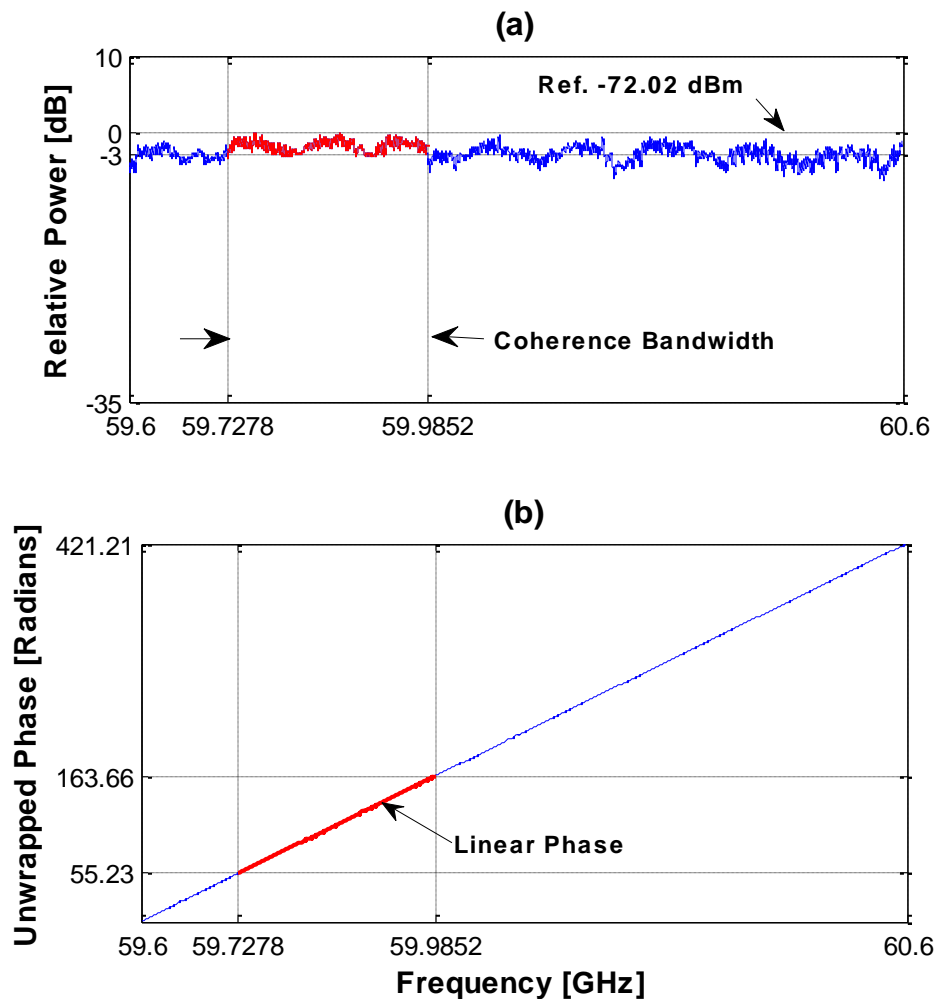 (a)
Relative Power [dB]
10
0
-3
-35
Ref. -72.02 dBm
Coherence Bandwidth
59.6 59.7278 59.9852 60.6
(b)
Unwrapped Phase [Radians]
421.21
163.66
55.23
Linear Phase
59.6 59.7278 59.9852 60.6
Frequency [GHz]